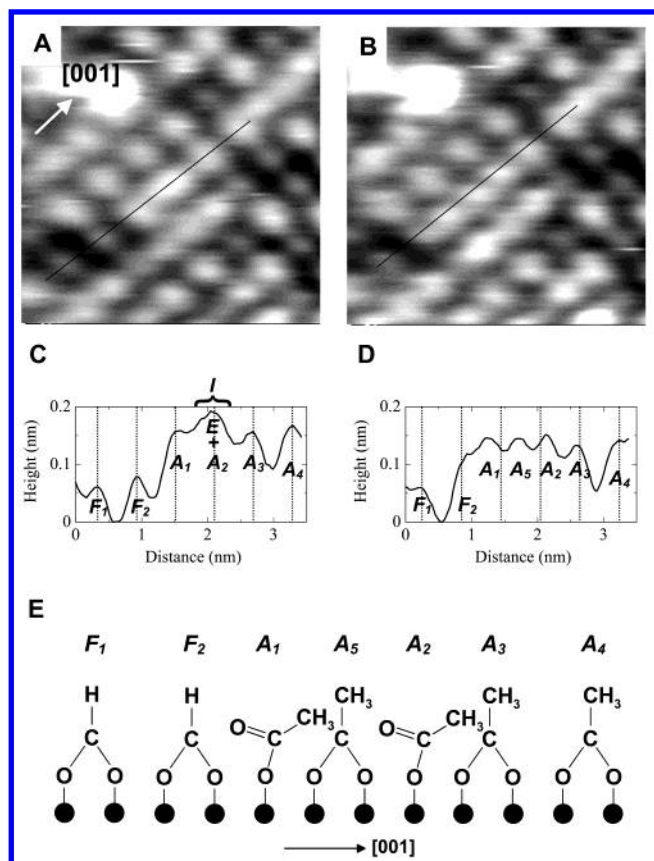 A
[001]
B
C
I
0.2
0.1
0
Height (nm)
F1
F2
A1
E
+
A2
A3
A4
0
1
2
3
Distance (nm)
D
0.2
0.1
0
Height (nm)
F1
F2
A1
A5
A2
A3
A4
0
1
2
3
Distance (nm)
E
F1 F2 A1 A5 A2 A3 A4
H H CH3 CH3 CH3 CH3 CH3
O O
C C C C C C C
O O O O O O O O O O O O
[001]